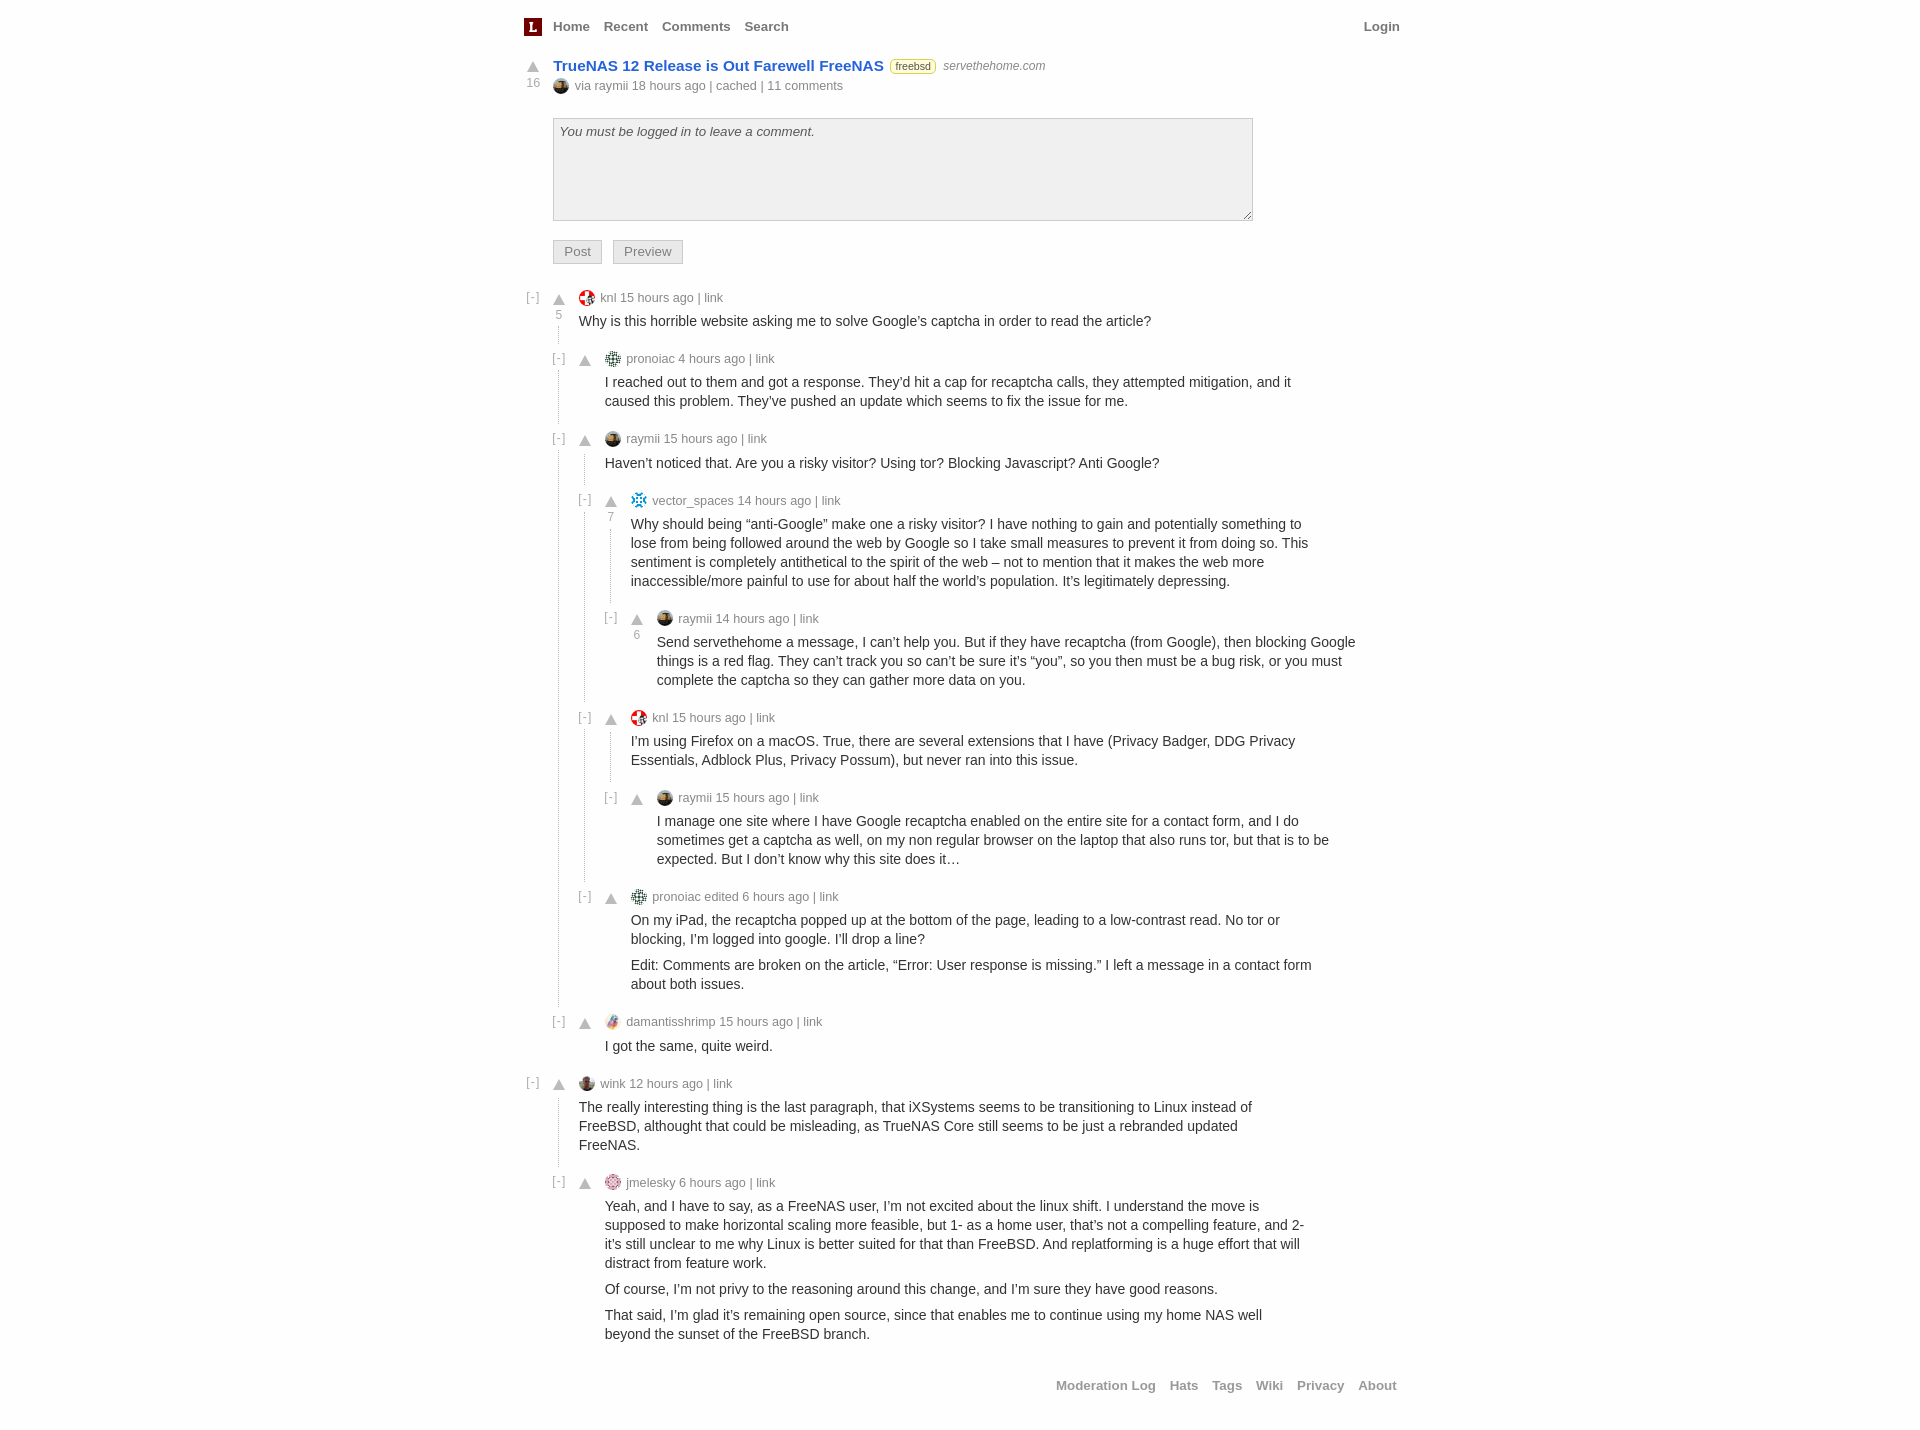 L Home Recent Comments Search Login
TrueNAS 12 Release is Out Farewell FreeNAS freebsd servethehome.com
16
via raymii 18 hours ago | cached | 11 comments
You must be logged in to leave a comment.
Post Preview
[-] knl 15 hours ago | link
5
Why is this horrible website asking me to solve Google’s captcha in order to read the article?
[-] pronoiac 4 hours ago | link
I reached out to them and got a response. They’d hit a cap for recaptcha calls, they attempted mitigation, and it
caused this problem. They’ve pushed an update which seems to fix the issue for me.
[-] raymii 15 hours ago | link
Haven’t noticed that. Are you a risky visitor? Using tor? Blocking Javascript? Anti Google?
[-] vector_spaces 14 hours ago | link
7
Why should being “anti-Google” make one a risky visitor? I have nothing to gain and potentially something to
lose from being followed around the web by Google so I take small measures to prevent it from doing so. This
sentiment is completely antithetical to the spirit of the web – not to mention that it makes the web more
inaccessible/more painful to use for about half the world’s population. It’s legitimately depressing.
[-] raymii 14 hours ago | link
6
Send servethehome a message, I can’t help you. But if they have recaptcha (from Google), then blocking Google
things is a red flag. They can’t track you so can’t be sure it’s “you”, so you then must be a bug risk, or you must
complete the captcha so they can gather more data on you.
[-] knl 15 hours ago | link
I’m using Firefox on a macOS. True, there are several extensions that I have (Privacy Badger, DDG Privacy
Essentials, Adblock Plus, Privacy Possum), but never ran into this issue.
[-] raymii 15 hours ago | link
I manage one site where I have Google recaptcha enabled on the entire site for a contact form, and I do
sometimes get a captcha as well, on my non regular browser on the laptop that also runs tor, but that is to be
expected. But I don’t know why this site does it…
[-] pronoiac edited 6 hours ago | link
On my iPad, the recaptcha popped up at the bottom of the page, leading to a low-contrast read. No tor or
blocking, I’m logged into google. I’ll drop a line?
Edit: Comments are broken on the article, “Error: User response is missing.” I left a message in a contact form
about both issues.
[-] damantisshrimp 15 hours ago | link
I got the same, quite weird.
[-] wink 12 hours ago | link
The really interesting thing is the last paragraph, that iXSystems seems to be transitioning to Linux instead of
FreeBSD, althought that could be misleading, as TrueNAS Core still seems to be just a rebranded updated
FreeNAS.
[-] jmelesky 6 hours ago | link
Yeah, and I have to say, as a FreeNAS user, I’m not excited about the linux shift. I understand the move is
supposed to make horizontal scaling more feasible, but 1- as a home user, that’s not a compelling feature, and 2-
it’s still unclear to me why Linux is better suited for that than FreeBSD. And replatforming is a huge effort that will
distract from feature work.
Of course, I’m not privy to the reasoning around this change, and I’m sure they have good reasons.
That said, I’m glad it’s remaining open source, since that enables me to continue using my home NAS well
beyond the sunset of the FreeBSD branch.
Moderation Log Hats Tags Wiki Privacy About